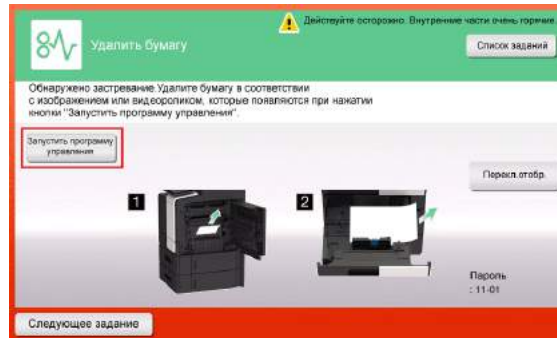 Действуйте осторожно. Внутренние части очень горячие.
Удалить бумагу
Список заданий
Обнаружено застревание.Удалите бумагу в соответствии
с изображением или видеороликом, которые появляются при нажатии
кнопки "Запустить программу управления".
Запустить программу
управления
Перекл.отобр.
1
2
Пароль
: 11-01
Следующее задание